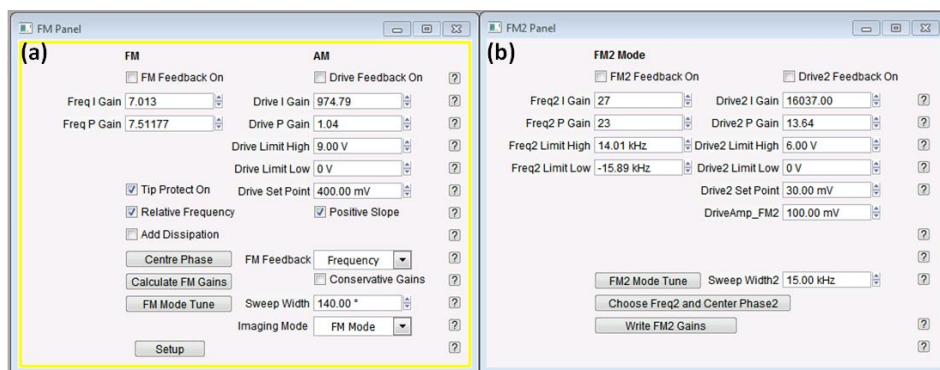 FM Panel
(a)
FM AM
FM Feedback On Drive Feedback On ?
Freq I Gain 7.013 Drive I Gain 974.79 ?
Freq P Gain 7.51177 Drive P Gain 1.04 ?
Drive Limit High 9.00 V ?
Drive Limit Low 0 V ?
Tip Protect On Drive Set Point 400.00 mV ?
Relative Frequency Positive Slope ?
Add Dissipation ?
Centre Phase FM Feedback Frequency ?
Calculate FM Gains Conservative Gains ?
FM Mode Tune Sweep Width 140.00 ° ?
Imaging Mode FM Mode ?
Setup ?
FM2 Panel
(b)
FM2 Mode
FM2 Feedback On Drive2 Feedback On
Freq2 I Gain 27 Drive2 I Gain 16037.00 ?
Freq2 P Gain 23 Drive2 P Gain 13.64 ?
Freq2 Limit High 14.01 kHz Drive2 Limit High 6.00 V ?
Freq2 Limit Low -15.89 kHz Drive2 Limit Low 0 V ?
Drive2 Set Point 30.00 mV ?
DriveAmp_FM2 100.00 mV
?
?
FM2 Mode Tune Sweep Width2 15.00 kHz ?
Choose Freq2 and Center Phase2
Write FM2 Gains ?
?